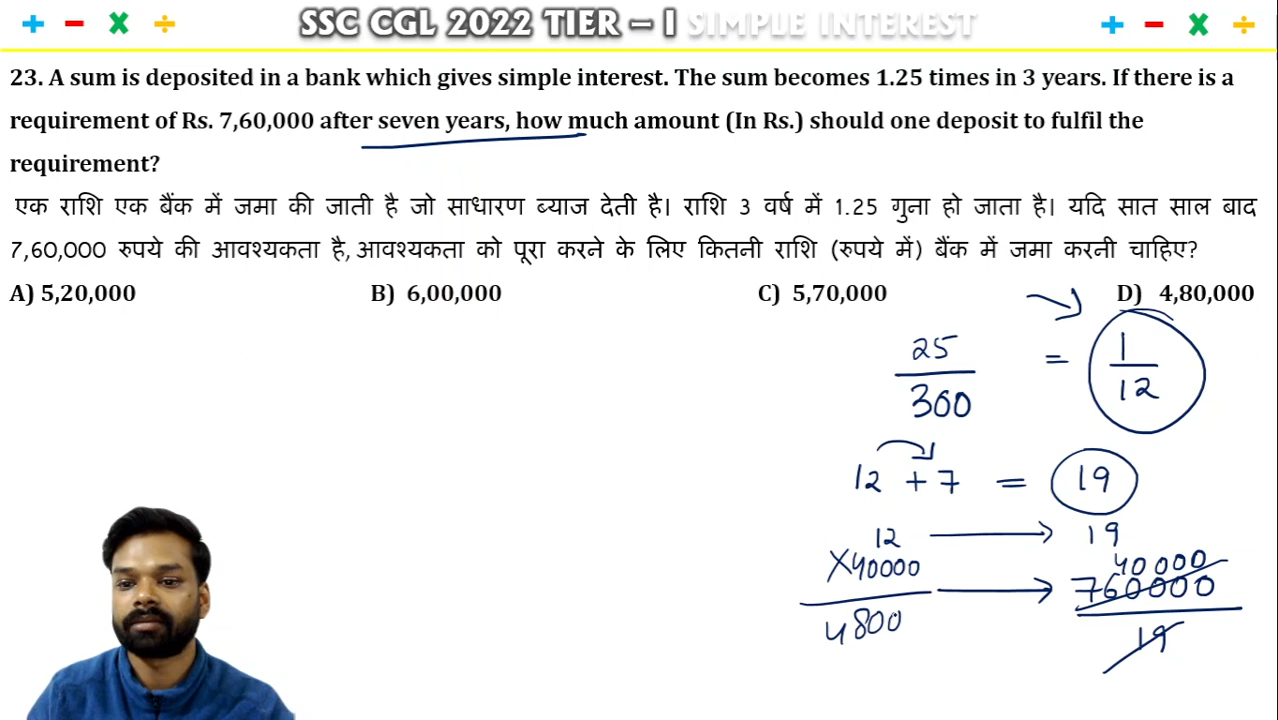 + − × ÷ SSC CGL 2022 TIER – I SIMPLE INTEREST + − × ÷
23. A sum is deposited in a bank which gives simple interest. The sum becomes 1.25 times in 3 years. If there is a
requirement of Rs. 7,60,000 after seven years, how much amount (In Rs.) should one deposit to fulfil the
requirement?
एक राशि एक बैंक में जमा की जाती है जो साधारण ब्याज देती है। राशि 3 वर्ष में 1.25 गुना हो जाता है। यदि सात साल बाद
7,60,000 रुपये की आवश्यकता है, आवश्यकता को पूरा करने के लिए कितनी राशि (रुपये में) बैंक में जमा करनी चाहिए?
A) 5,20,000 B) 6,00,000 C) 5,70,000 D) 4,80,000
25/300 = 1/12
12 + 7 = 19
12 → 19
×40000 40000
→ 760000
4800 19